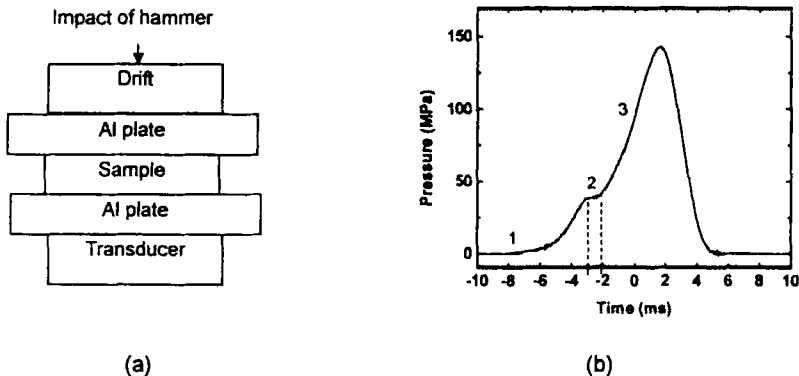 Impact of hammer
Drift
Al plate
Sample
Al plate
Transducer
(a)
Pressure (MPa)
150
100
50
0
1
2
3
-10 -8 -6 -4 -2 0 2 4 6 8 10
Time (ms)
(b)